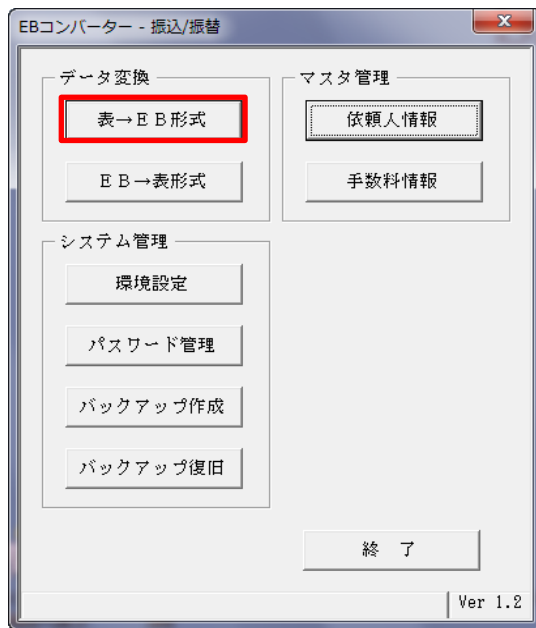 EBコンバーター - 振込/振替
データ変換
表→ＥＢ形式
ＥＢ→表形式
マスタ管理
依頼人情報
手数料情報
システム管理
環境設定
パスワード管理
バックアップ作成
バックアップ復旧
終　了
Ver 1.2